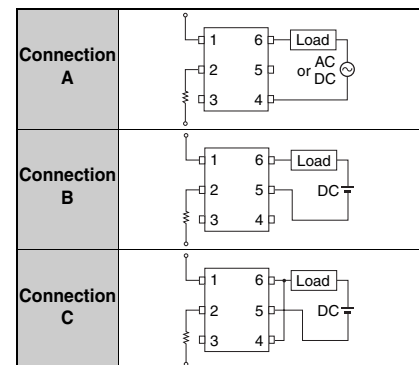 Connection
A
1 6 Load
2 5 or AC
DC
3 4
Connection
B
1 6 Load
2 5 DC
3 4
Connection
C
1 6 Load
2 5 DC
3 4